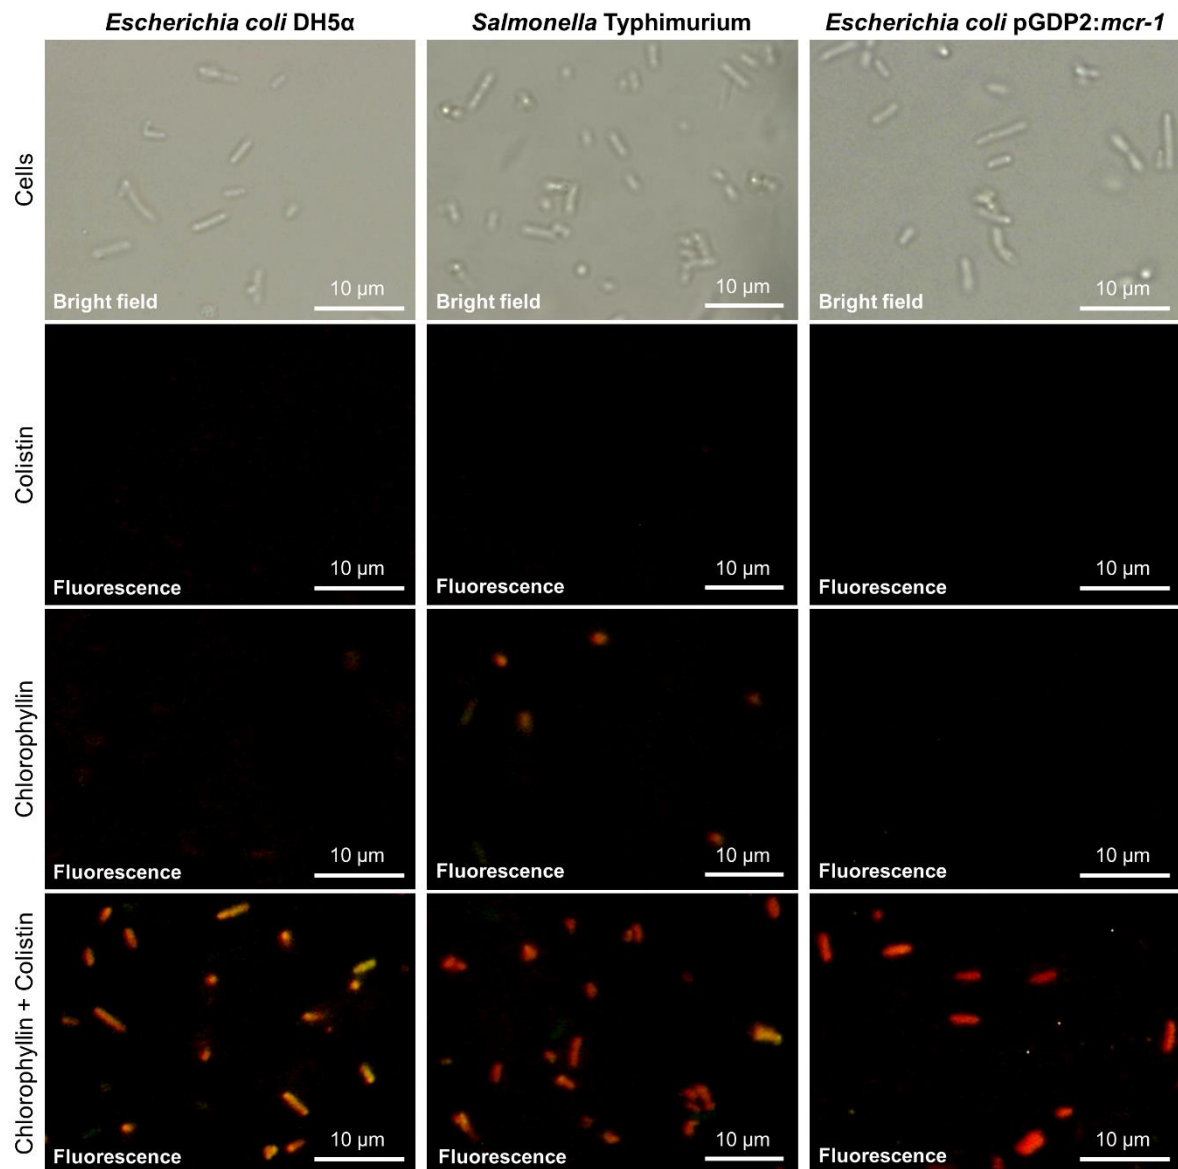 Escherichia coli DH5α
Salmonella Typhimurium
Escherichia coli pGDP2:mcr-1
Cells
Bright field
10 µm
Bright field
10 µm
Bright field
10 µm
Colistin
Fluorescence
10 µm
Fluorescence
10 µm
Fluorescence
10 µm
Chlorophyllin
Fluorescence
10 µm
Fluorescence
10 µm
Fluorescence
10 µm
Chlorophyllin + Colistin
Fluorescence
10 µm
Fluorescence
10 µm
Fluorescence
10 µm